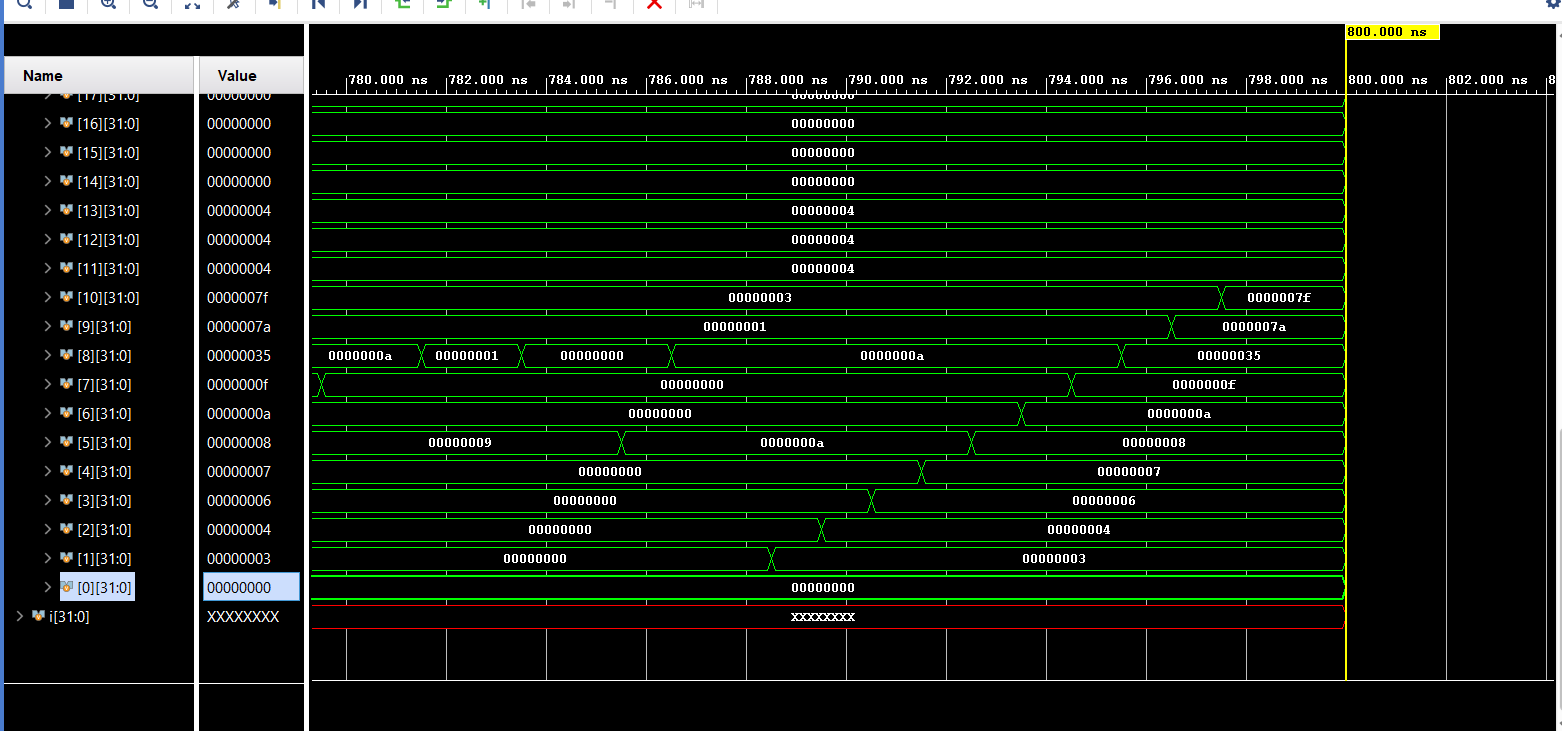 800.000 ns
Name Value 780.000 ns 782.000 ns 784.000 ns 786.000 ns 788.000 ns 790.000 ns 792.000 ns 794.000 ns 796.000 ns 798.000 ns 800.000 ns 802.000 ns 8
[17][31:0] 00000000 00000000
[16][31:0] 00000000 00000000
[15][31:0] 00000000 00000000
[14][31:0] 00000000 00000000
[13][31:0] 00000004 00000004
[12][31:0] 00000004 00000004
[11][31:0] 00000004 00000004
[10][31:0] 0000007f 00000003 0000007f
[9][31:0] 0000007a 00000001 0000007a
[8][31:0] 00000035 0000000a 00000001 00000000 0000000a 00000035
[7][31:0] 0000000f 00000000 0000000f
[6][31:0] 0000000a 00000000 0000000a
[5][31:0] 00000008 00000009 0000000a 00000008
[4][31:0] 00000007 00000000 00000007
[3][31:0] 00000006 00000000 00000006
[2][31:0] 00000004 00000000 00000004
[1][31:0] 00000003 00000000 00000003
[0][31:0] 00000000 00000000
i[31:0] XXXXXXXX XXXXXXXX